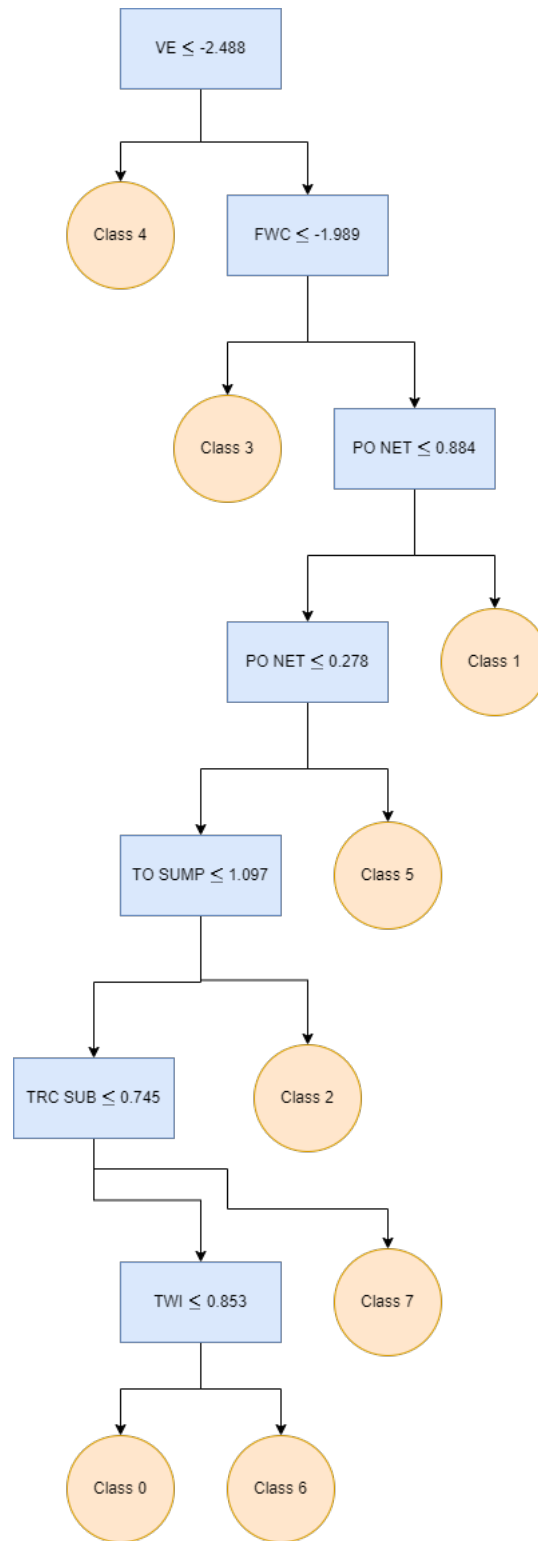 VE ≤ -2.488
Class 4
FWC ≤ -1.989
Class 3
PO NET ≤ 0.884
PO NET ≤ 0.278
Class 1
TO SUMP ≤ 1.097
Class 5
TRC SUB ≤ 0.745
Class 2
TWI ≤ 0.853
Class 7
Class 0
Class 6